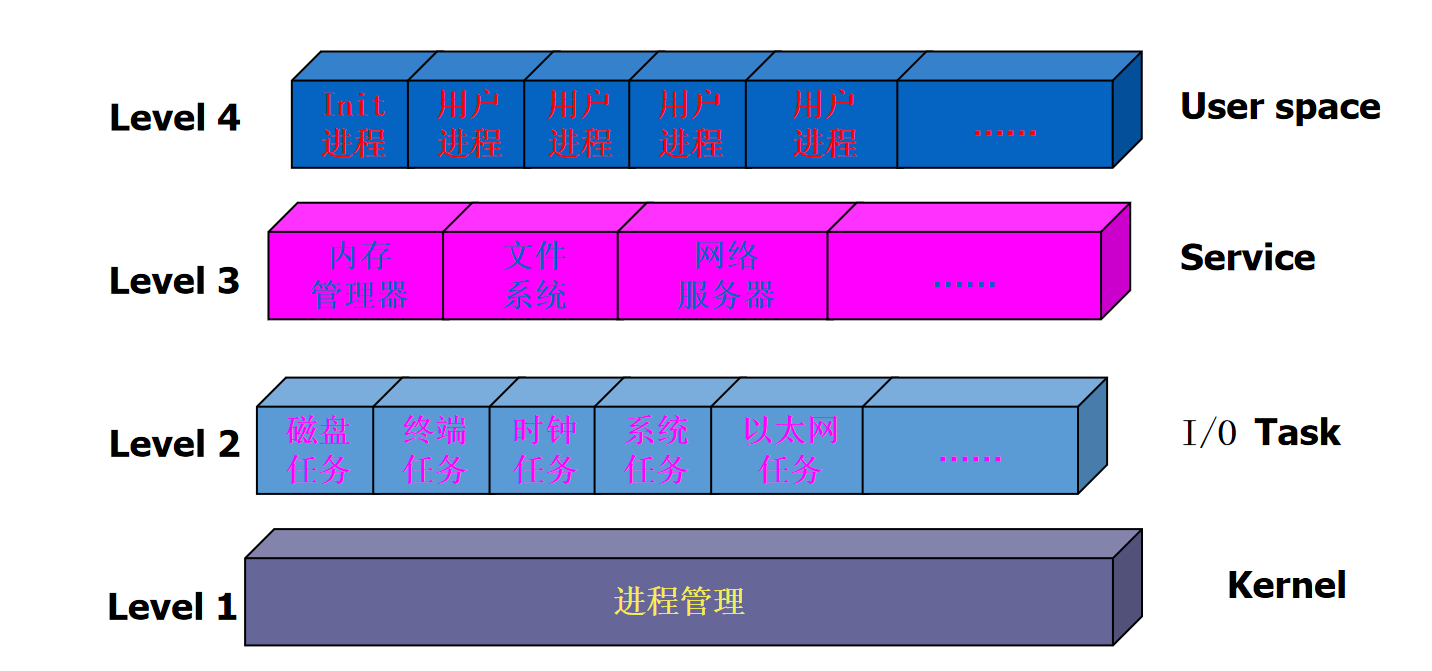 Level 4
Init
进程
用户
进程
用户
进程
用户
进程
用户
进程
......
User space
Level 3
内存
管理器
文件
系统
网络
服务器
......
Service
Level 2
磁盘
任务
终端
任务
时钟
任务
系统
任务
以太网
任务
......
I/O Task
Level 1
进程管理
Kernel